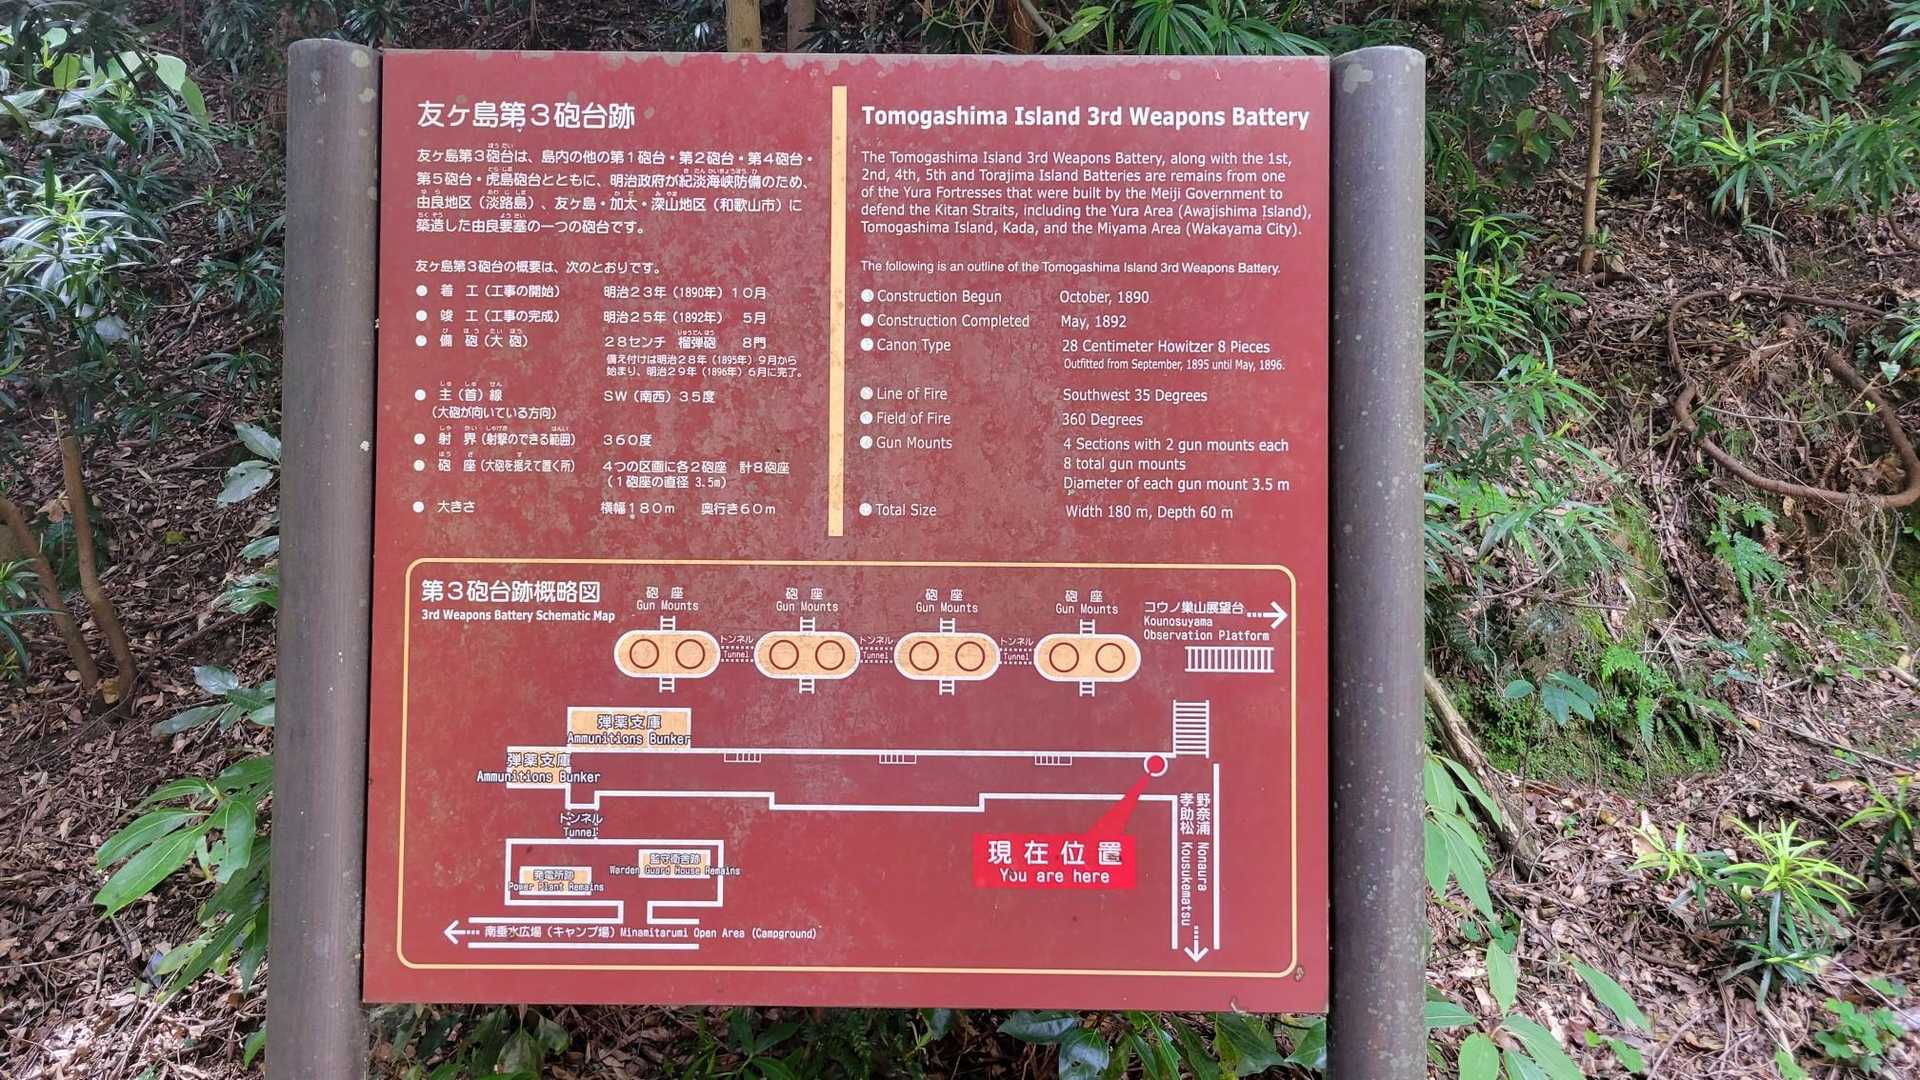 友ヶ島第3砲台跡
友ヶ島第3砲台は、島内の他の第1砲台・第2砲台・第4砲台・
第5砲台・虎島砲台とともに、明治政府が紀淡海峡防備のため、
由良地区（淡路島）、友ヶ島・加太・深山地区（和歌山市）に
築造した由良要塞の一つの砲台です。
友ヶ島第3砲台の概要は、次のとおりです。
● 着 工（工事の開始） 明治23年（1890年）10月
● 竣 工（工事の完成） 明治25年（1892年） 5月
● 備 砲（大 砲） 28センチ 榴弾砲 8門
備え付けは明治28年（1895年）9月から
始まり、明治29年（1896年）6月に完了。
● 主（首）線 SW（南西）35度
（大砲が向いている方向）
● 射 界（射撃のできる範囲） 360度
● 砲 座（大砲を据えて置く所） 4つの区画に各2砲座 計8砲座
（1砲座の直径 3.5m）
● 大きさ 横幅180m 奥行き60m
Tomogashima Island 3rd Weapons Battery
The Tomogashima Island 3rd Weapons Battery, along with the 1st,
2nd, 4th, 5th and Torajima Island Batteries are remains from one
of the Yura Fortresses that were built by the Meiji Government to
defend the Kitan Straits, including the Yura Area (Awajishima Island),
Tomogashima Island, Kada, and the Miyama Area (Wakayama City).
The following is an outline of the Tomogashima Island 3rd Weapons Battery.
● Construction Begun October, 1890
● Construction Completed May, 1892
● Canon Type 28 Centimeter Howitzer 8 Pieces
Outfitted from September, 1895 until May, 1896.
● Line of Fire Southwest 35 Degrees
● Field of Fire 360 Degrees
● Gun Mounts 4 Sections with 2 gun mounts each
8 total gun mounts
Diameter of each gun mount 3.5 m
● Total Size Width 180 m, Depth 60 m
第3砲台跡概略図
3rd Weapons Battery Schematic Map
砲 座
Gun Mounts
砲 座
Gun Mounts
砲 座
Gun Mounts
砲 座
Gun Mounts
トンネル
Tunnel
トンネル
Tunnel
トンネル
Tunnel
コウノ巣山展望台
Kounosuyama
Observation Platform
弾薬支庫
Ammunitions Bunker
弾薬支庫
Ammunitions Bunker
トンネル
Tunnel
発電所跡
Power Plant Remains
監守衛舎跡
Warden Guard House Remains
南垂水広場（キャンプ場）Minamitarumi Open Area (Campground)
現在位置
You are here
野奈浦 Nonaura
孝助松 Kousukematsu